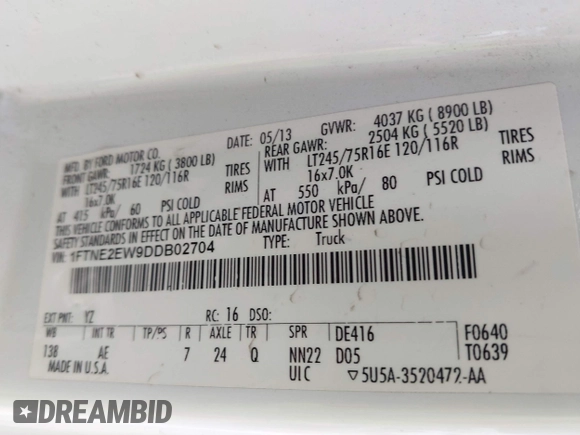 MFD. BY FORD MOTOR CO.
DATE: 05/13 GVWR: 4037 KG ( 8900 LB)
FRONT GAWR: 1724 KG ( 3800 LB)
REAR GAWR: 2504 KG ( 5520 LB)
WITH LT245/75R16E 120/116R TIRES
WITH LT245/75R16E 120/116R TIRES
16x7.0K RIMS
16x7.0K RIMS
AT 415 kPa/ 60 PSI COLD
AT 550 kPa/ 80 PSI COLD
THIS VEHICLE CONFORMS TO ALL APPLICABLE FEDERAL MOTOR VEHICLE
SAFETY STANDARDS IN EFFECT ON THE DATE OF MANUFACTURE SHOWN ABOVE.
VIN: 1FTNE2EW9DDB02704 TYPE: Truck
EXT PNT: YZ RC: 16 DSO:
WB INT TR TP/PS R AXLE TR SPR DE416 F0640
138 AE 7 24 Q NN22 D05 T0639
MADE IN U.S.A. UIC ▽5U5A-3520472-AA
DREAMBID